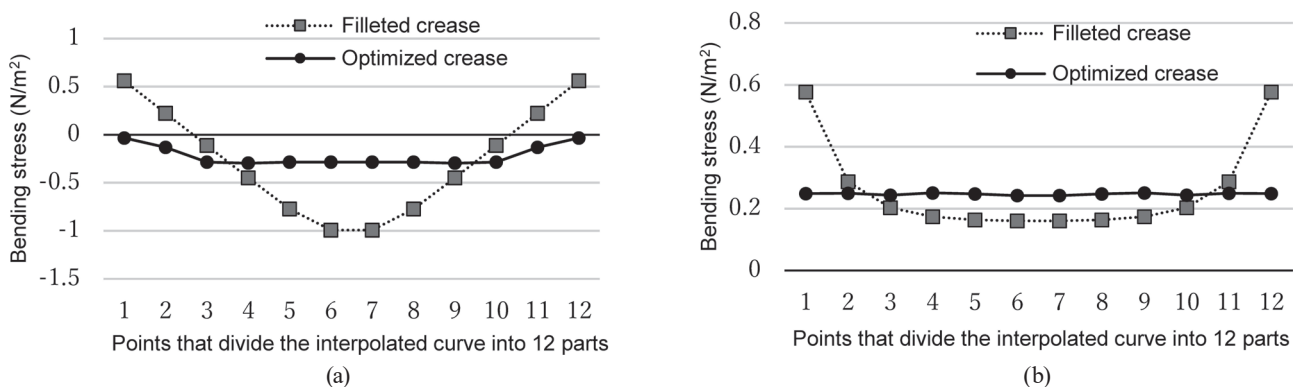 Filleted crease
Optimized crease
Bending stress (N/m²)
1
0.5
0
-0.5
-1
-1.5
1 2 3 4 5 6 7 8 9 10 11 12
Points that divide the interpolated curve into 12 parts
(a)
Filleted crease
Optimized crease
Bending stress (N/m²)
0.8
0.6
0.4
0.2
0
1 2 3 4 5 6 7 8 9 10 11 12
Points that divide the interpolated curve into 12 parts
(b)